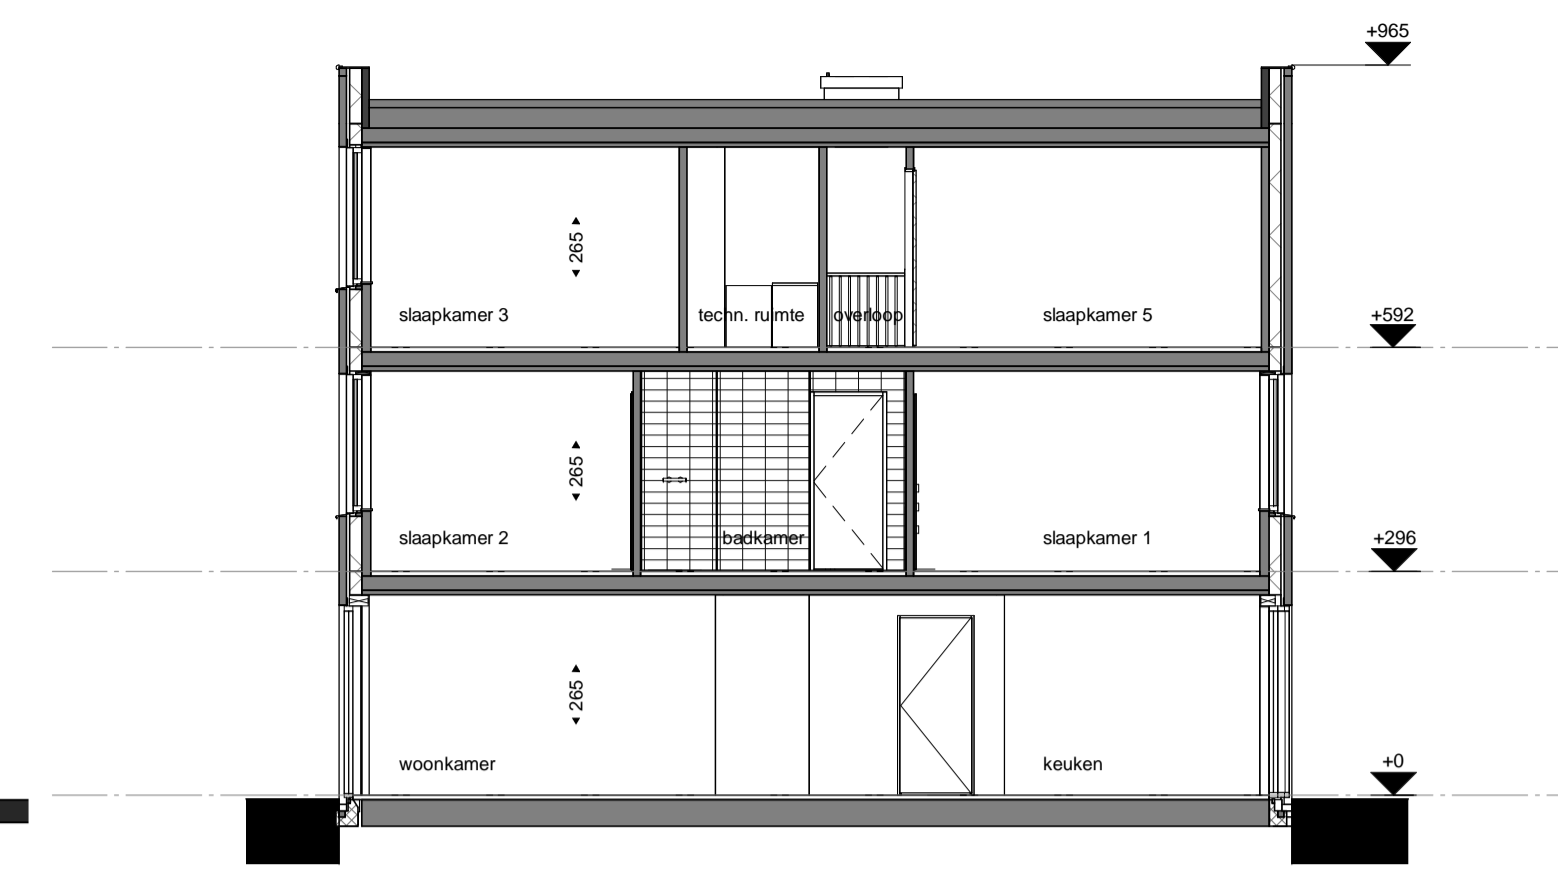 +965
265
slaapkamer 3
techn. ruimte
overloop
slaapkamer 5
+592
265
slaapkamer 2
badkamer
slaapkamer 1
+296
265
woonkamer
keuken
+0